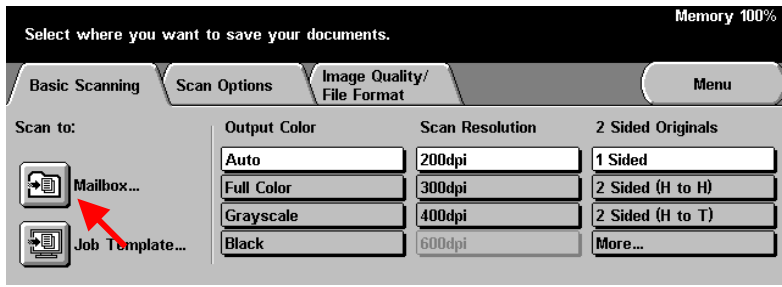 Memory 100%
Select where you want to save your documents.
Basic Scanning
Scan Options
Image Quality/
File Format
Menu
Scan to:
Mailbox...
Job Template...
Output Color
Auto
Full Color
Grayscale
Black
Scan Resolution
200dpi
300dpi
400dpi
600dpi
2 Sided Originals
1 Sided
2 Sided (H to H)
2 Sided (H to T)
More...